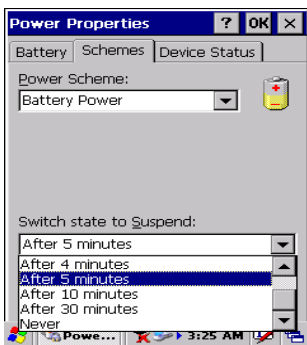 Power Properties ? OK ×
Battery Schemes Device Status
Power Scheme:
Battery Power
Switch state to Suspend:
After 5 minutes
After 4 minutes
After 5 minutes
After 10 minutes
After 30 minutes
Never
Powe... 3:25 AM